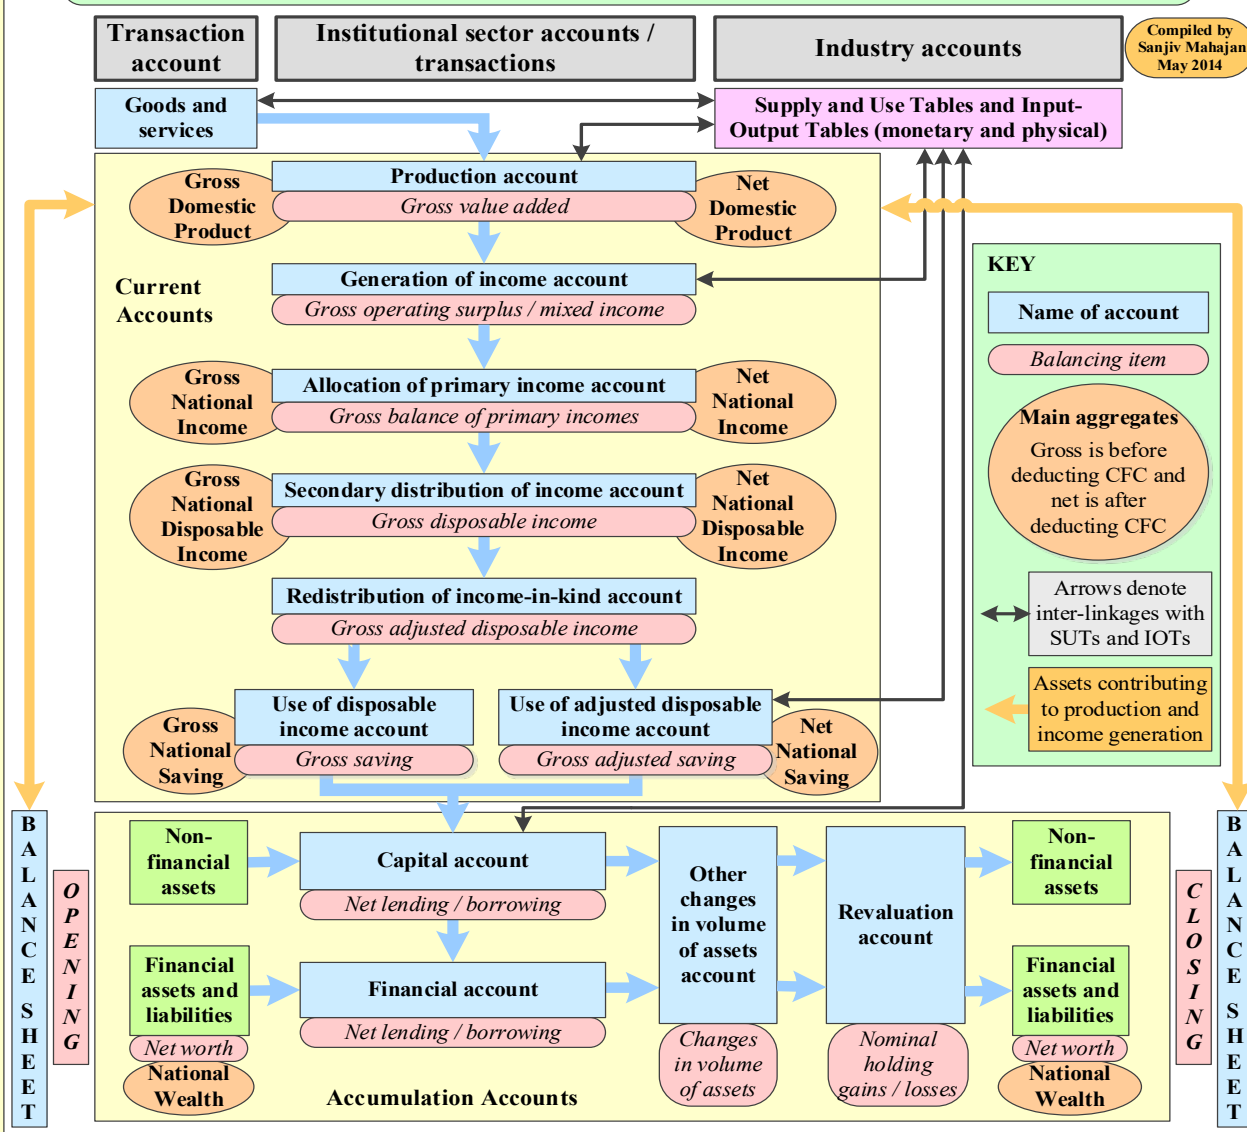 Transaction
account
Institutional sector accounts /
transactions
Industry accounts
Compiled by
Sanjiv Mahajan
May 2014
Goods and
services
Supply and Use Tables and Input-
Output Tables (monetary and physical)
Production account
Gross value added
Gross
Domestic
Product
Net
Domestic
Product
Current
Accounts
Generation of income account
Gross operating surplus / mixed income
Gross
National
Income
Allocation of primary income account
Gross balance of primary incomes
Net
National
Income
Gross
National
Disposable
Income
Secondary distribution of income account
Gross disposable income
Net
National
Disposable
Income
Redistribution of income-in-kind account
Gross adjusted disposable income
Gross
National
Saving
Use of disposable
income account
Gross saving
Use of adjusted disposable
income account
Gross adjusted saving
Net
National
Saving
KEY
Name of account
Balancing item
Main aggregates
Gross is before
deducting CFC and
net is after
deducting CFC
Arrows denote
inter-linkages with
SUTs and IOTs
Assets contributing
to production and
income generation
BALANCE SHEET
OPENING
Non-
financial
assets
Capital account
Net lending / borrowing
Financial
assets and
liabilities
Net worth
National
Wealth
Financial account
Net lending / borrowing
Other
changes
in volume
of assets
account
Changes
in volume
of assets
Revaluation
account
Nominal
holding
gains / losses
Non-
financial
assets
Financial
assets and
liabilities
Net worth
National
Wealth
Accumulation Accounts
CLOSING
BALANCE SHEET